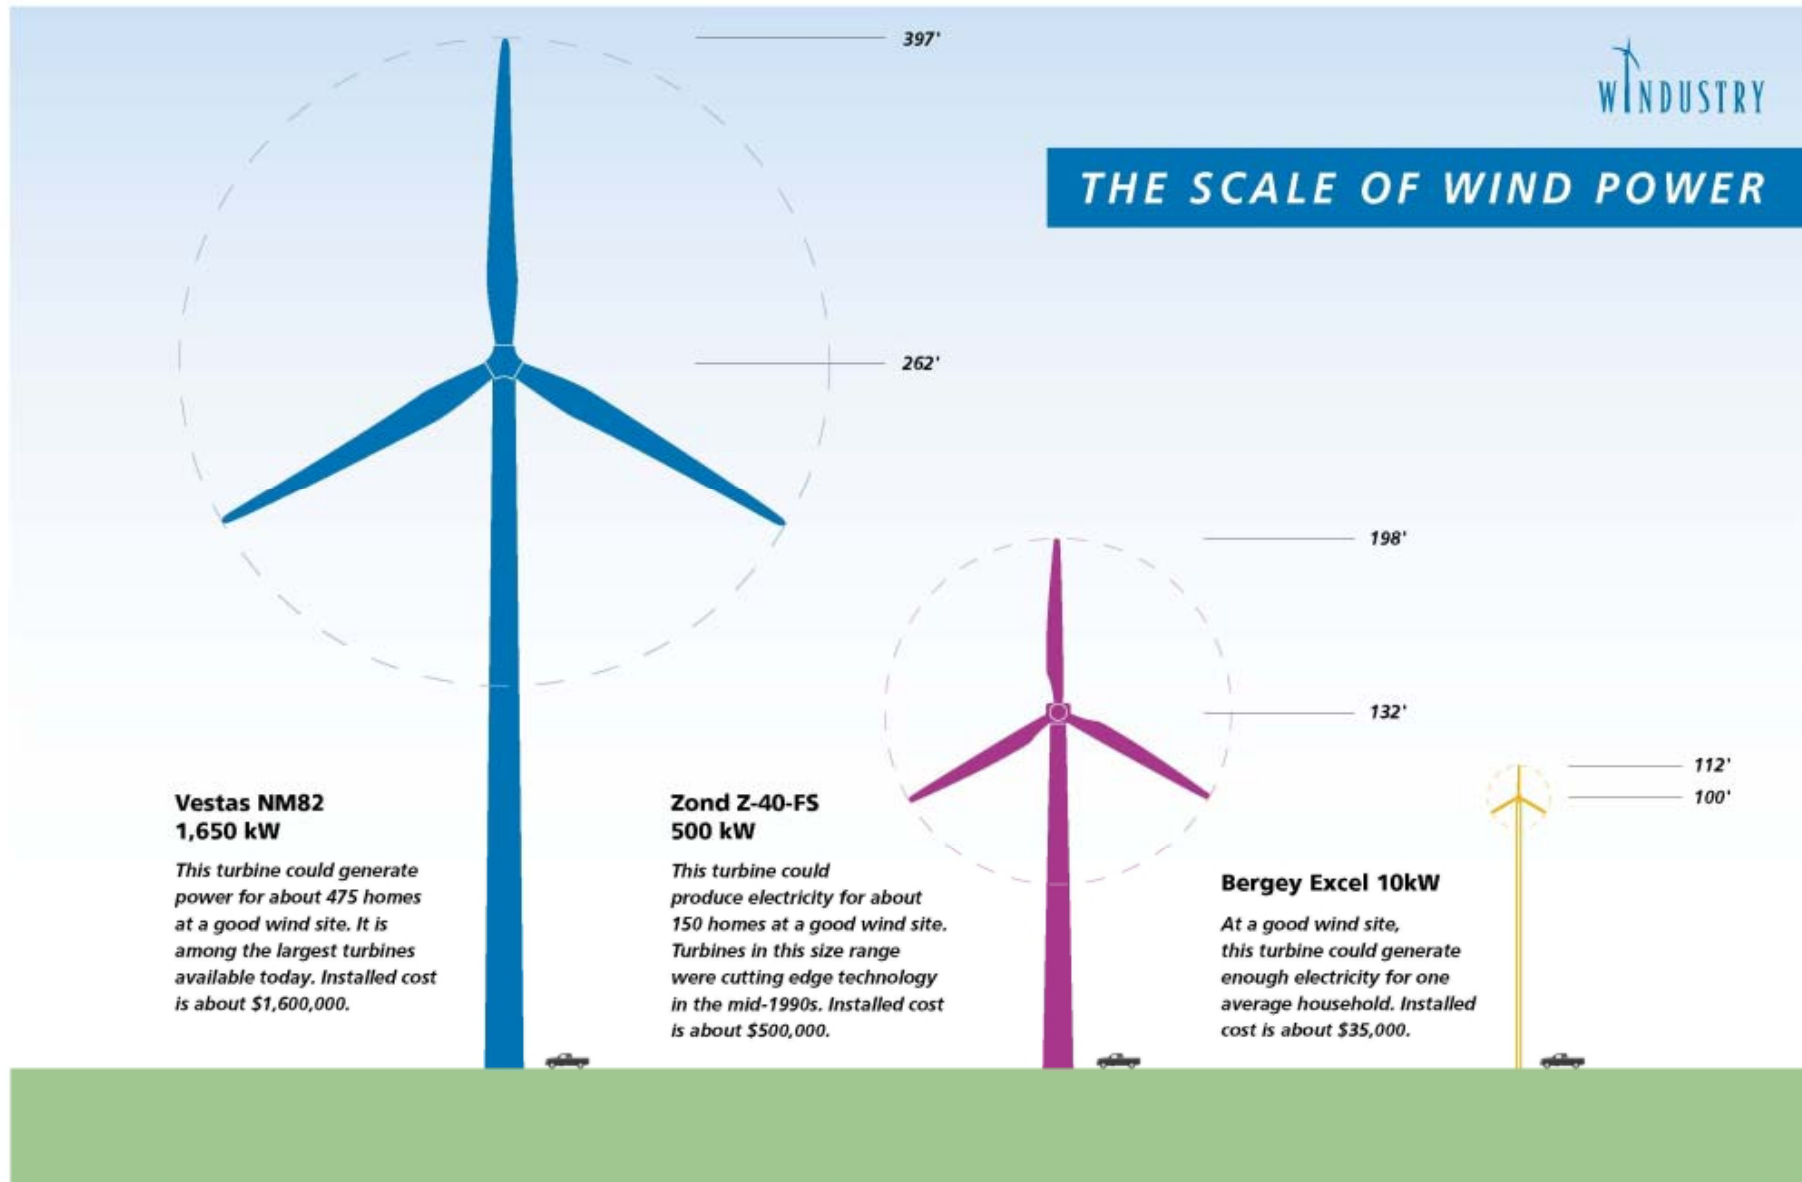 397'
WINDUSTRY
THE SCALE OF WIND POWER
262'
198'
132'
112'
100'
Vestas NM82
1,650 kW
This turbine could generate
power for about 475 homes
at a good wind site. It is
among the largest turbines
available today. Installed cost
is about $1,600,000.
Zond Z-40-FS
500 kW
This turbine could
produce electricity for about
150 homes at a good wind site.
Turbines in this size range
were cutting edge technology
in the mid-1990s. Installed cost
is about $500,000.
Bergey Excel 10kW
At a good wind site,
this turbine could generate
enough electricity for one
average household. Installed
cost is about $35,000.